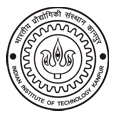 भारतीय प्रौद्योगिकी संस्थान कानपुर
INDIAN INSTITUTE OF TECHNOLOGY KANPUR